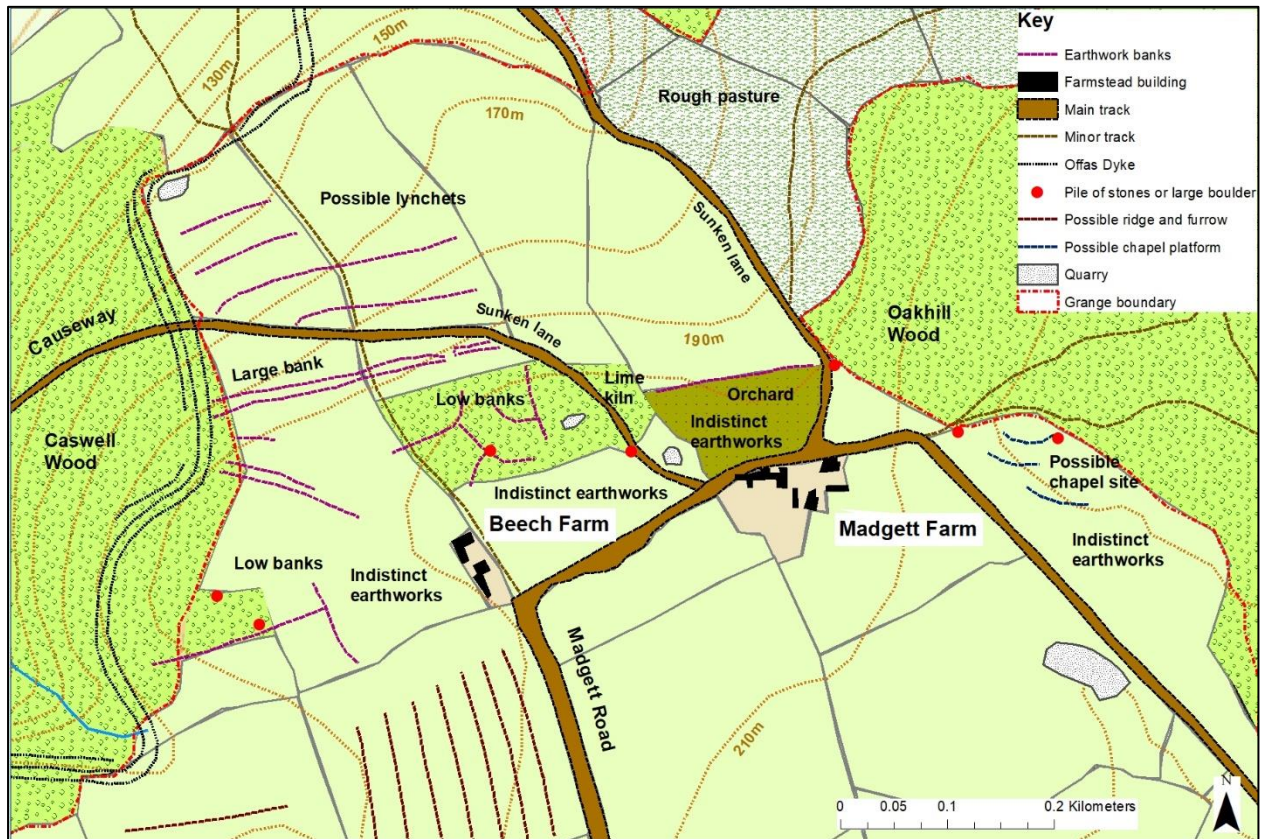 150m
130m
170m
Rough pasture
Key
Earthwork banks
Farmstead building
Main track
Minor track
Offas Dyke
Pile of stones or large boulder
Possible ridge and furrow
Possible chapel platform
Quarry
Grange boundary
Possible lynchets
Sunken lane
Causeway
Sunken lane
190m
Oakhill
Wood
Large bank
Lime
kiln
Low banks
Orchard
Indistinct
earthworks
Caswell
Wood
Possible
chapel site
Indistinct earthworks
Beech Farm
Madgett Farm
Indistinct
earthworks
Low banks
Indistinct
earthworks
Madgett Road
210m
N
0 0.05 0.1 0.2 Kilometers